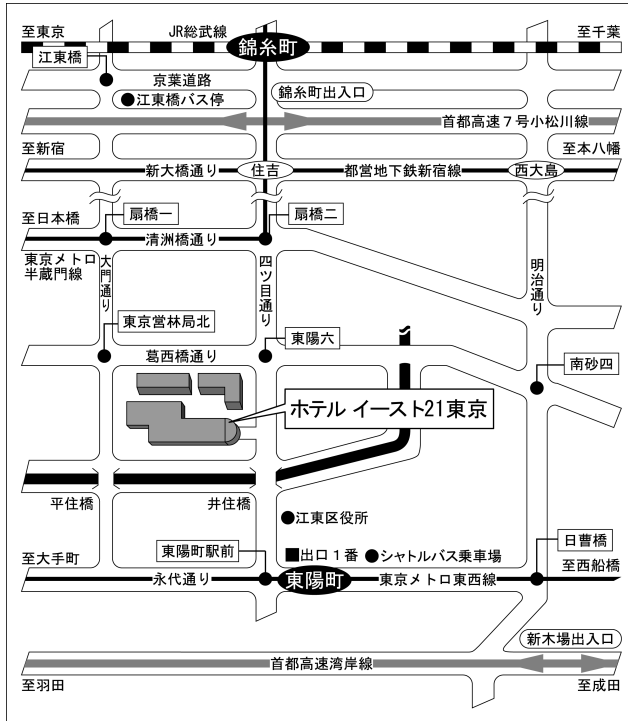 至東京
JR総武線
錦糸町
至千葉
江東橋
京葉道路
江東橋バス停
錦糸町出入口
首都高速7号小松川線
至新宿
至本八幡
新大橋通り
住吉
都営地下鉄新宿線
西大島
至日本橋
扇橋一
扇橋二
清洲橋通り
東京メトロ
半蔵門線
大門通り
四ツ目通り
明治通り
東京営林局北
東陽六
葛西橋通り
南砂四
ホテル イースト21東京
平住橋
井住橋
江東区役所
東陽町駅前
出口1番
シャトルバス乗車場
日曹橋
至大手町
至西船橋
永代通り
東陽町
東京メトロ東西線
新木場出入口
首都高速湾岸線
至羽田
至成田